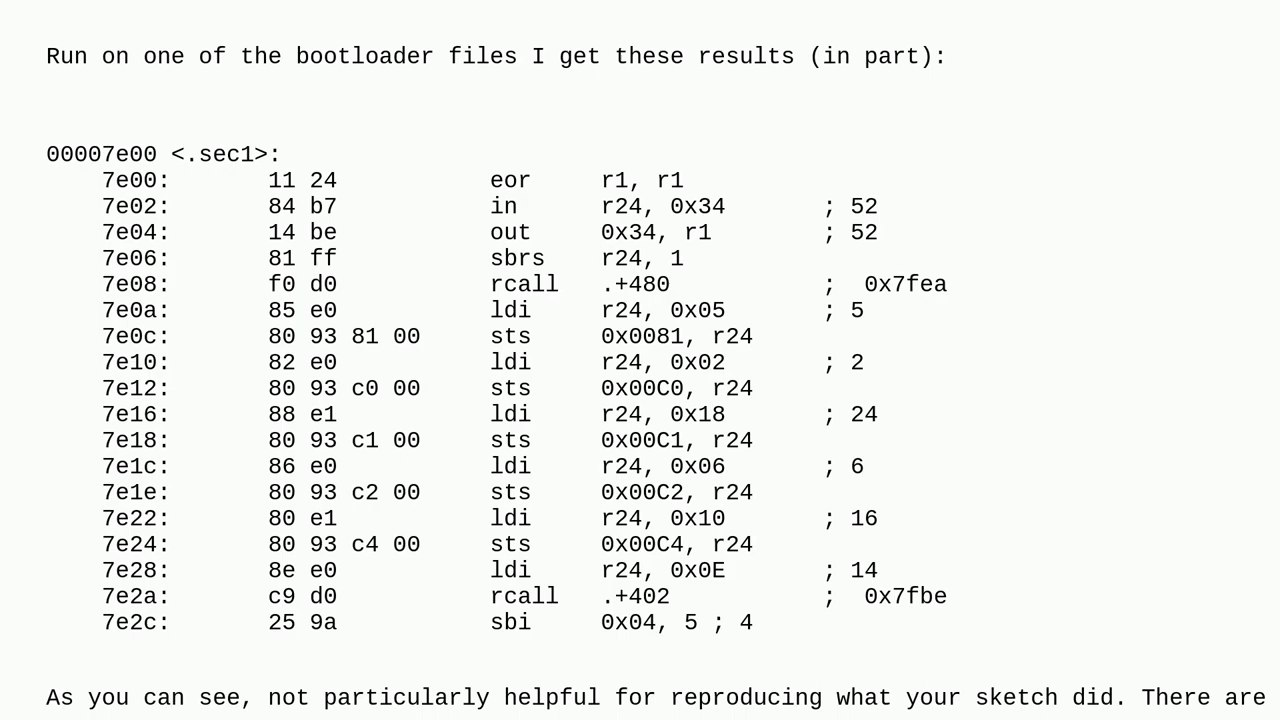 Run on one of the bootloader files I get these results (in part):
00007e00 <.sec1>:
    7e00:       11 24           eor     r1, r1
    7e02:       84 b7           in      r24, 0x34       ; 52
    7e04:       14 be           out     0x34, r1        ; 52
    7e06:       81 ff           sbrs    r24, 1
    7e08:       f0 d0           rcall   .+480           ;  0x7fea
    7e0a:       85 e0           ldi     r24, 0x05       ; 5
    7e0c:       80 93 81 00     sts     0x0081, r24
    7e10:       82 e0           ldi     r24, 0x02       ; 2
    7e12:       80 93 c0 00     sts     0x00C0, r24
    7e16:       88 e1           ldi     r24, 0x18       ; 24
    7e18:       80 93 c1 00     sts     0x00C1, r24
    7e1c:       86 e0           ldi     r24, 0x06       ; 6
    7e1e:       80 93 c2 00     sts     0x00C2, r24
    7e22:       80 e1           ldi     r24, 0x10       ; 16
    7e24:       80 93 c4 00     sts     0x00C4, r24
    7e28:       8e e0           ldi     r24, 0x0E       ; 14
    7e2a:       c9 d0           rcall   .+402           ;  0x7fbe
    7e2c:       25 9a           sbi     0x04, 5 ; 4
As you can see, not particularly helpful for reproducing what your sketch did. There are